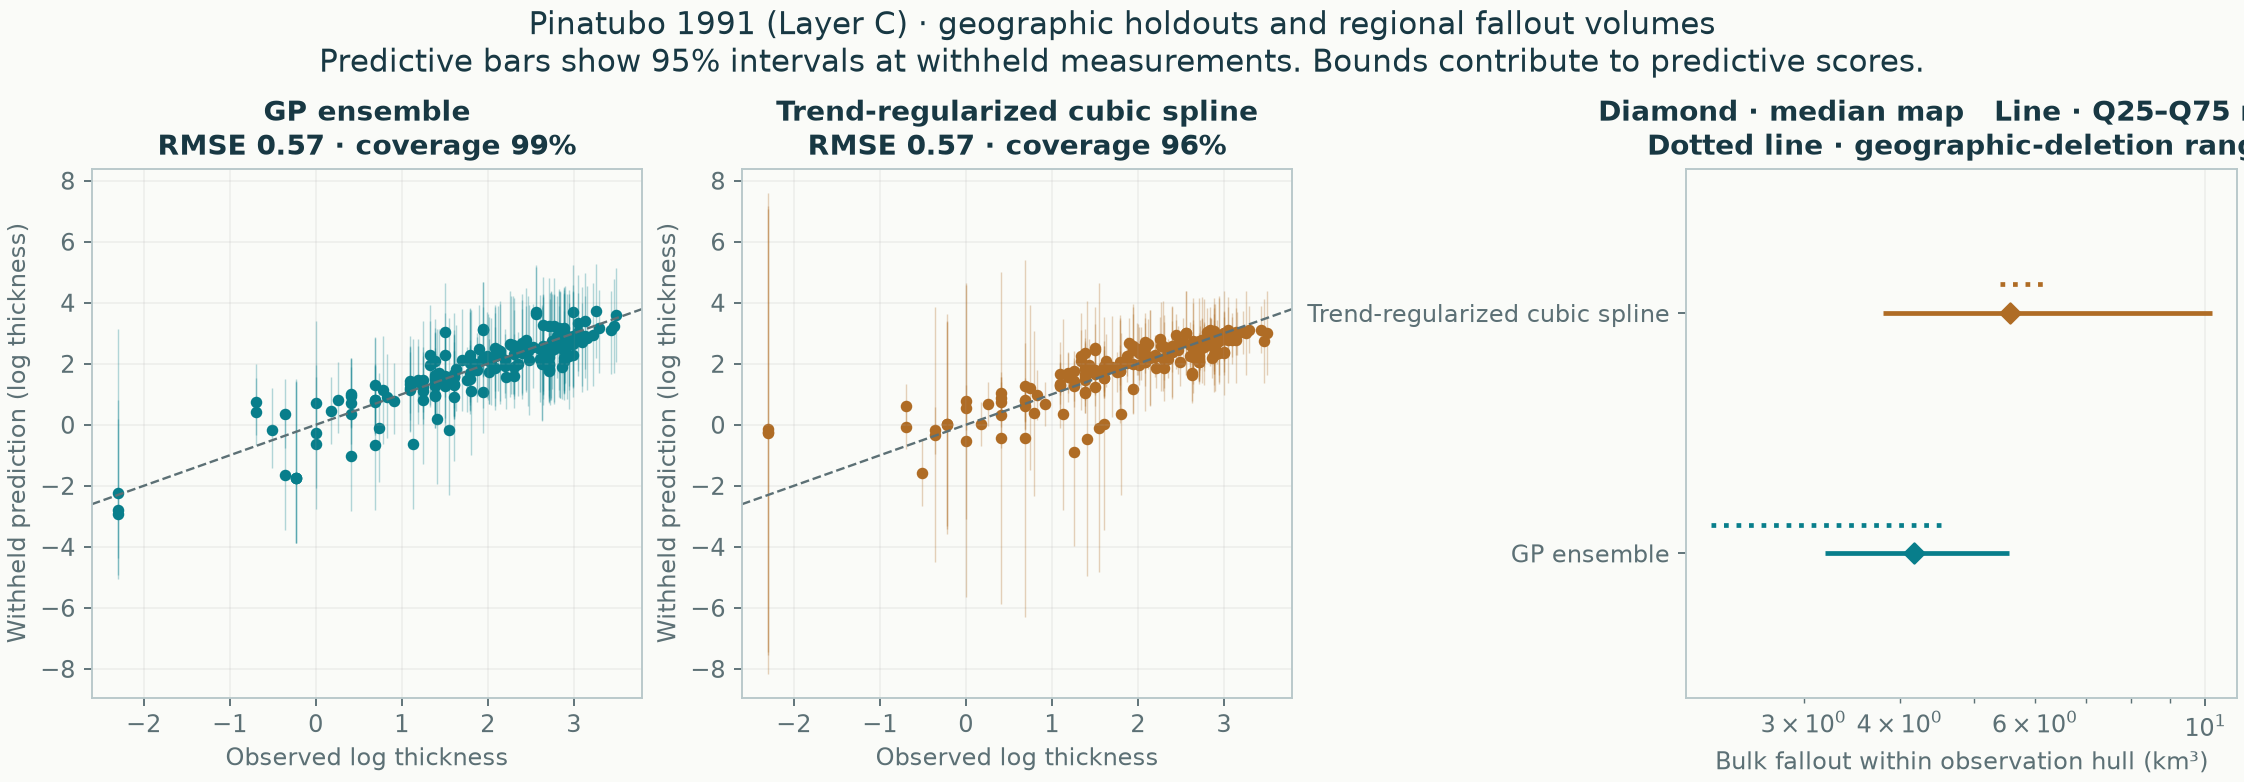 Pinatubo 1991 (Layer C) · geographic holdouts and regional fallout volumes
Predictive bars show 95% intervals at withheld measurements. Bounds contribute to predictive scores.
GP ensemble
RMSE 0.57 · coverage 99%
Withheld prediction (log thickness)
8
6
4
2
0
−2
−4
−6
−8
−2
−1
0
1
2
3
Observed log thickness
Trend-regularized cubic spline
RMSE 0.57 · coverage 96%
Withheld prediction (log thickness)
8
6
4
2
0
−2
−4
−6
−8
−2
−1
0
1
2
3
Observed log thickness
Diamond · median map   Line · Q25–Q75
Dotted line · geographic-deletion rang
Trend-regularized cubic spline
GP ensemble
3 × 10⁰
4 × 10⁰
6 × 10⁰
10¹
Bulk fallout within observation hull (km³)